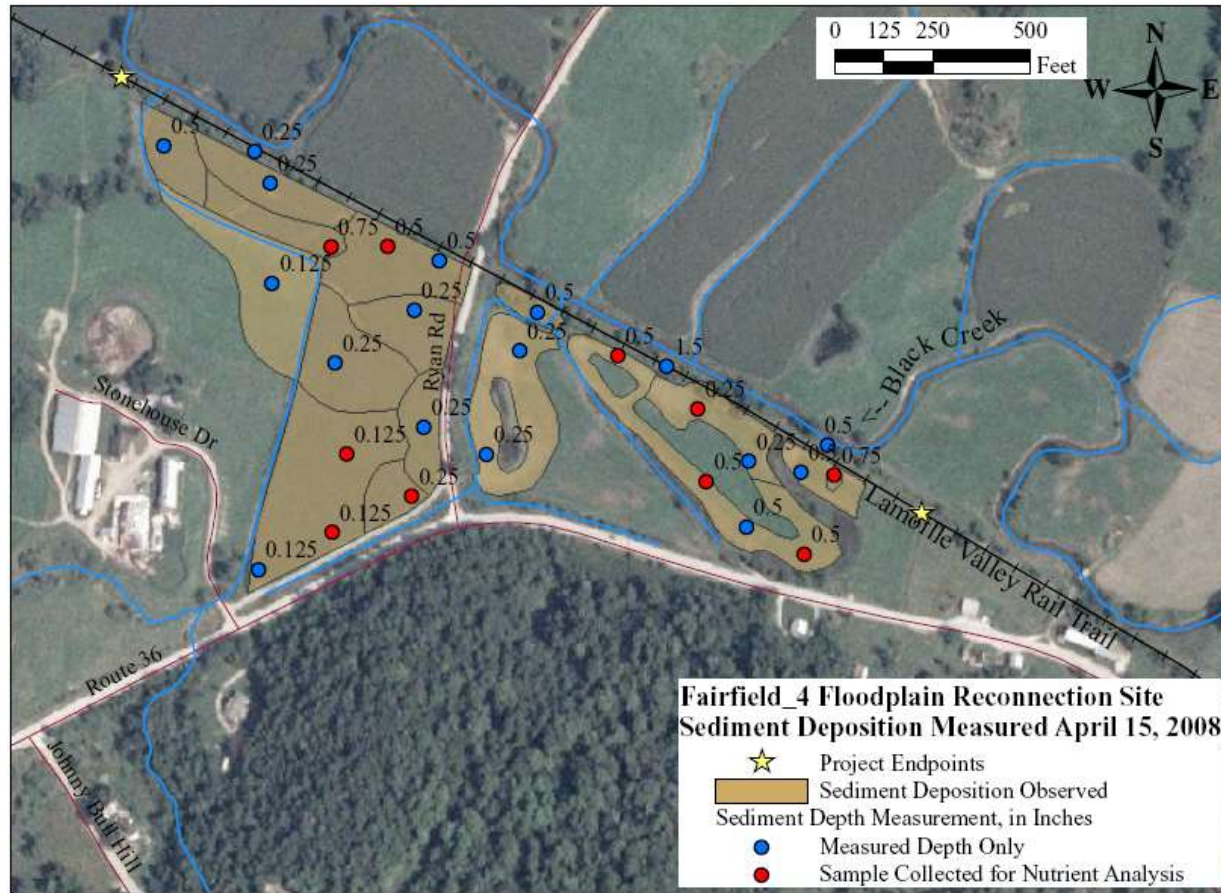 0 125 250 500
Feet
N
W E
S
0.5
0.25
0.25
0.75
0.5
0.5
0.125
0.25
0.25
0.5
0.25
0.5
1.5
0.25
Ryan Rd
<-- Black Creek
Stonehouse Dr
0.25
0.125
0.25
0.25
0.125
0.125
0.25
0.5
0.5
0.75
0.5
0.5
0.5
Lamoille Valley Rail Trail
Route 36
Johnny Bull Hill
Fairfield_4 Floodplain Reconnection Site
Sediment Deposition Measured April 15, 2008
Project Endpoints
Sediment Deposition Observed
Sediment Depth Measurement, in Inches
Measured Depth Only
Sample Collected for Nutrient Analysis